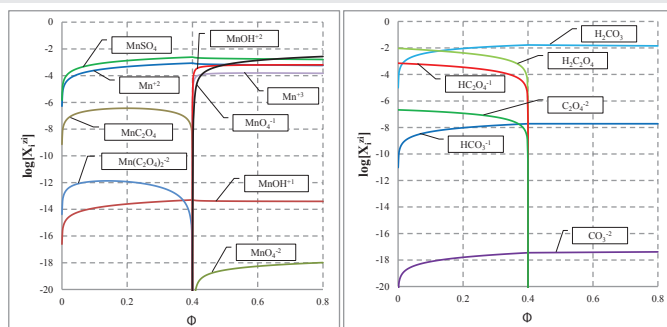 0
-2
-4
-6
-8
-10
-12
-14
-16
-18
-20
log[Xᵢᶻⁱ]
MnSO₄
Mn⁺²
MnC₂O₄
Mn(C₂O₄)₂⁻²
MnOH⁺²
Mn⁺³
MnO₄⁻¹
MnOH⁺¹
MnO₄⁻²
0 0.2 0.4 0.6 0.8
Φ
0
-2
-4
-6
-8
-10
-12
-14
-16
-18
-20
log[Xᵢᶻⁱ]
H₂CO₃
H₂C₂O₄
HC₂O₄⁻¹
C₂O₄⁻²
HCO₃⁻¹
CO₃⁻²
0 0.2 0.4 0.6 0.8
Φ